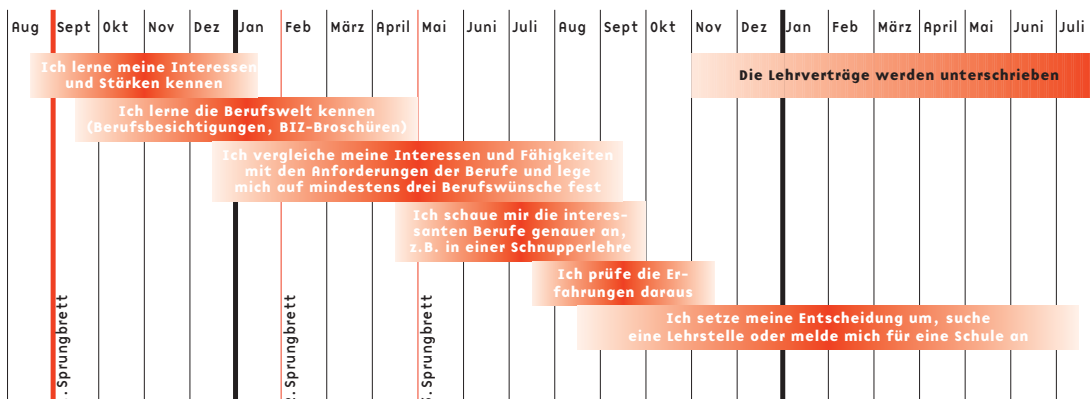 Aug Sept Okt Nov Dez Jan Feb März April Mai Juni Juli Aug Sept Okt Nov Dez Jan Feb März April Mai Juni Juli
Ich lerne meine Interessen
und Stärken kennen
Die Lehrverträge werden unterschrieben
Ich lerne die Berufswelt kennen
(Berufsbesichtigungen, BIZ-Broschüren)
Ich vergleiche meine Interessen und Fähigkeiten
mit den Anforderungen der Berufe und lege
mich auf mindestens drei Berufswünsche fest
Ich schaue mir die interes-
santen Berufe genauer an,
z.B. in einer Schnupperlehre
Ich prüfe die Er-
fahrungen daraus
Ich setze meine Entscheidung um, suche
eine Lehrstelle oder melde mich für eine Schule an
Sprungbrett
Sprungbrett
Sprungbrett